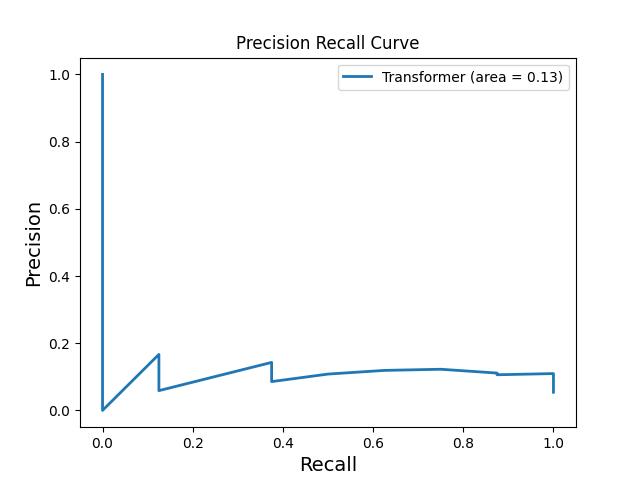 Precision Recall Curve
Transformer (area = 0.13)
Precision
1.0
0.8
0.6
0.4
0.2
0.0
0.0 0.2 0.4 0.6 0.8 1.0
Recall